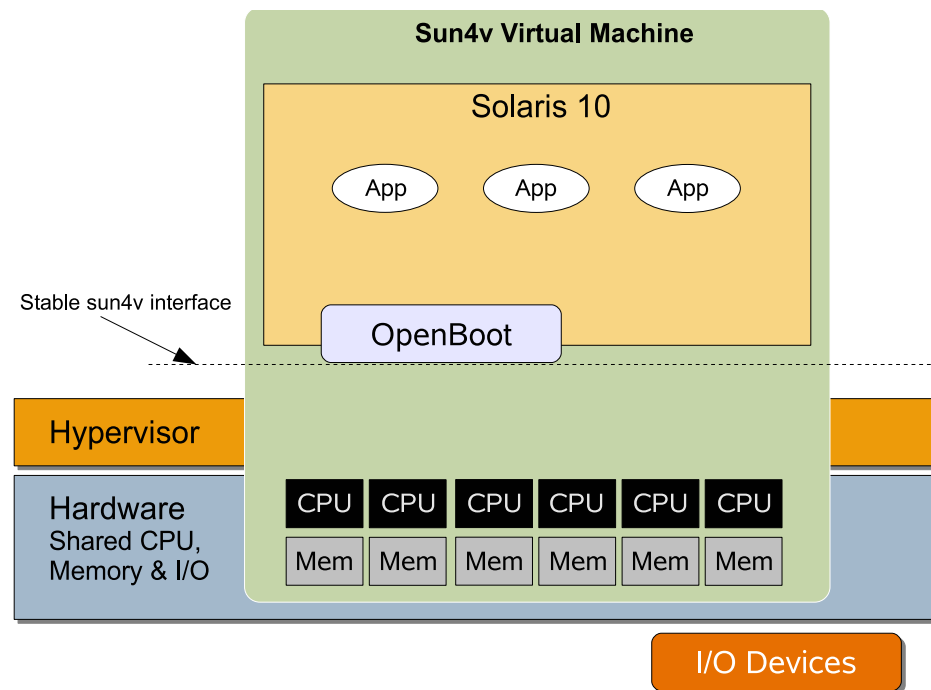 Sun4v Virtual Machine
Solaris 10
App App App
Stable sun4v interface
OpenBoot
Hypervisor
CPU CPU CPU CPU CPU CPU
Hardware
Shared CPU,
Memory & I/O
Mem Mem Mem Mem Mem Mem
I/O Devices